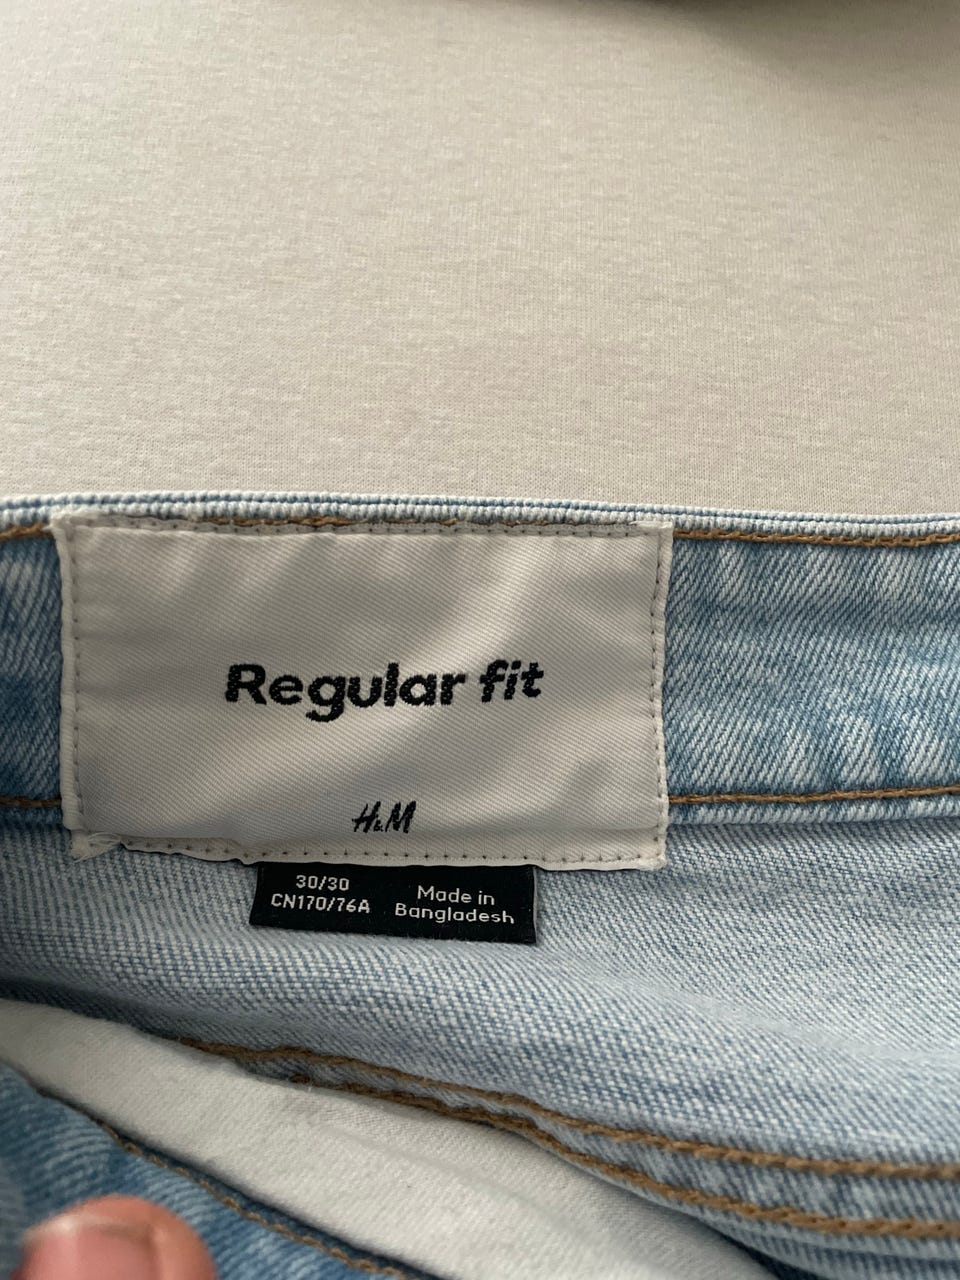 Regular fit
H&M
30/30
CN170/76A
Made in
Bangladesh